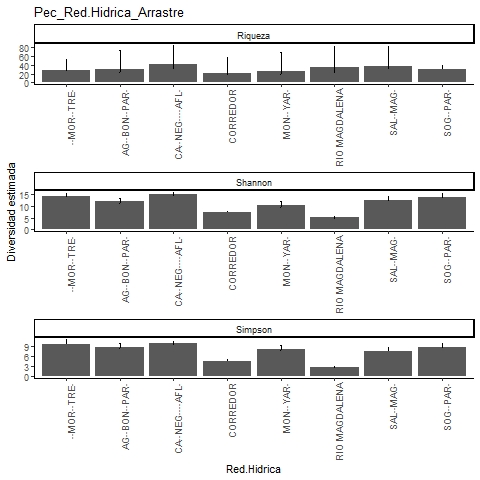 Pec_Red.Hidrica_Arrastre
Riqueza
80
60
40
20
0
--MOR--TRE-
AG--BON--PAR-
CA--NEG----AFL-
CORREDOR
MON--YAR-
RIO MAGDALENA
SAL--MAG-
SOG--PAR-
Diversidad estimada
Shannon
15
10
5
0
--MOR--TRE-
AG--BON--PAR-
CA--NEG----AFL-
CORREDOR
MON--YAR-
RIO MAGDALENA
SAL--MAG-
SOG--PAR-
Simpson
9
6
3
0
--MOR--TRE-
AG--BON--PAR-
CA--NEG----AFL-
CORREDOR
MON--YAR-
RIO MAGDALENA
SAL--MAG-
SOG--PAR-
Red.Hidrica